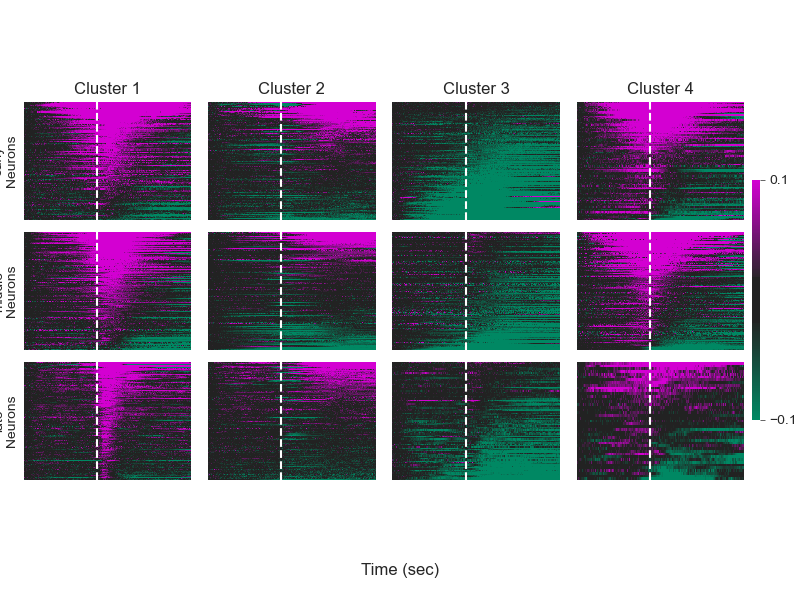 Cluster 1
Cluster 2
Cluster 3
Cluster 4
Neurons
Neurons
Neurons
0.1
−0.1
Time (sec)